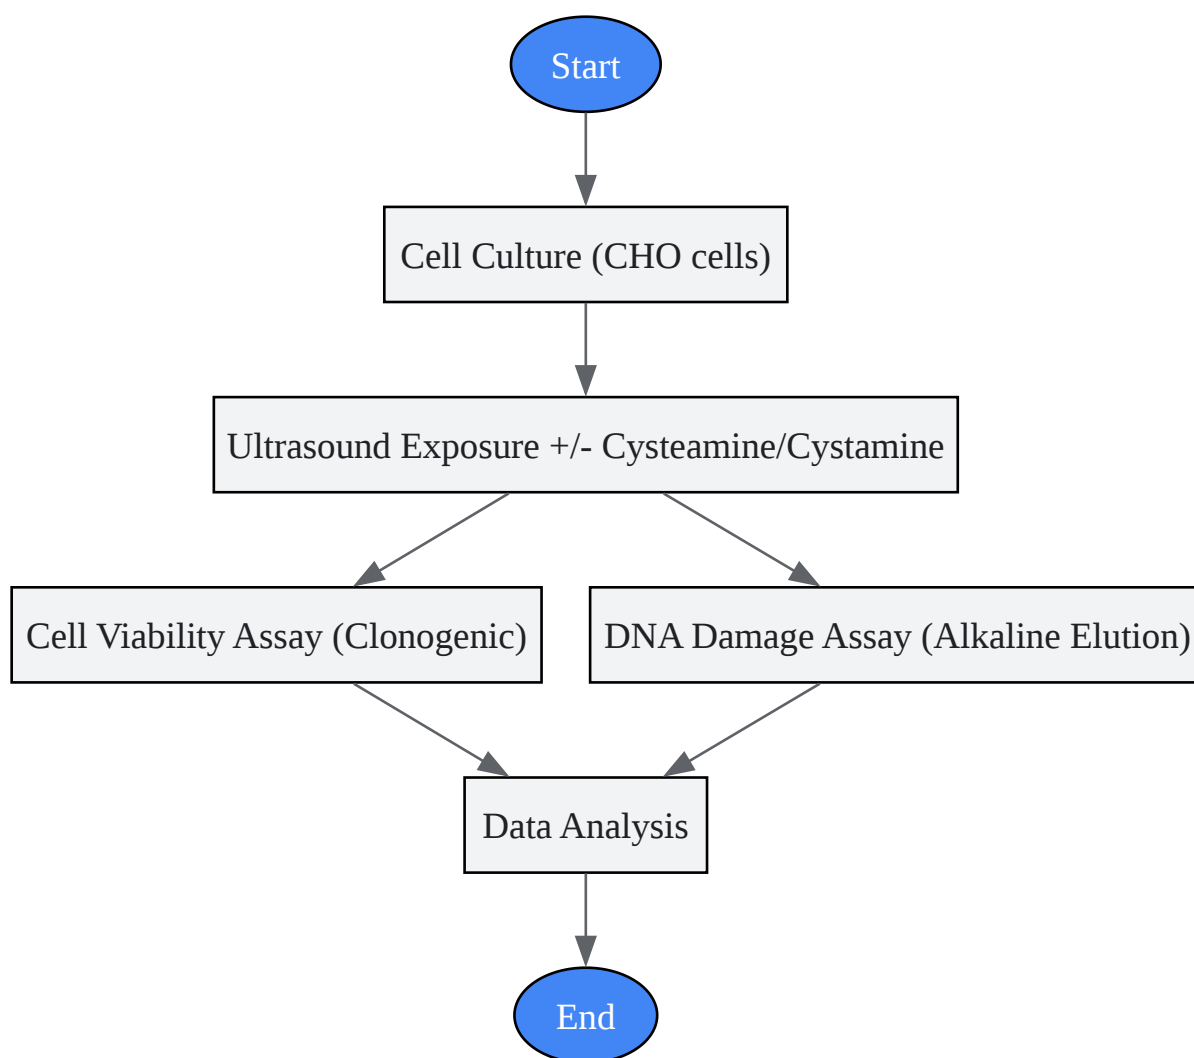 Start
Cell Culture (CHO cells)
Ultrasound Exposure +/- Cysteamine/Cystamine
Cell Viability Assay (Clonogenic)
DNA Damage Assay (Alkaline Elution)
Data Analysis
End